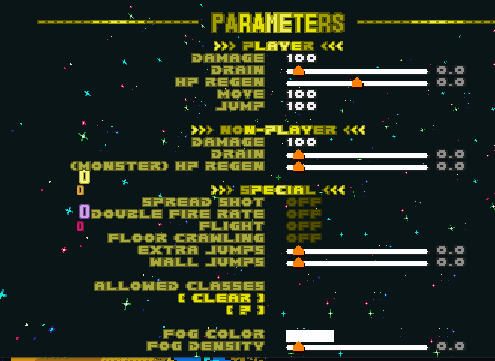 PARAMETERS
>>> PLAYER <<<
DAMAGE 100
DRAIN 0.0
HP REGEN 0.0
MOVE 100
JUMP 100
>>> NON-PLAYER <<<
DAMAGE 100
DRAIN 0.0
(MONSTER) HP REGEN 0.0
>>> SPECIAL <<<
SPREAD SHOT OFF
DOUBLE FIRE RATE OFF
FLIGHT OFF
FLOOR CRAWLING OFF
EXTRA JUMPS 0.0
WALL JUMPS 0.0
ALLOWED CLASSES
[ CLEAR ]
[ ? ]
FOG COLOR
FOG DENSITY 0.0